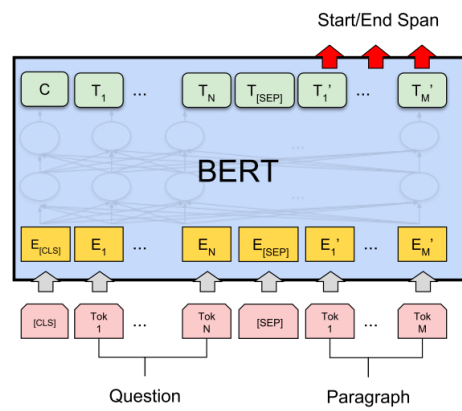 Start/End Span
C T1 ... TN T[SEP] T1' ... TM'
...
BERT
...
E[CLS] E1 ... EN E[SEP] E1' ... EM'
[CLS] Tok 1 ... Tok N [SEP] Tok 1 ... Tok M
Question Paragraph